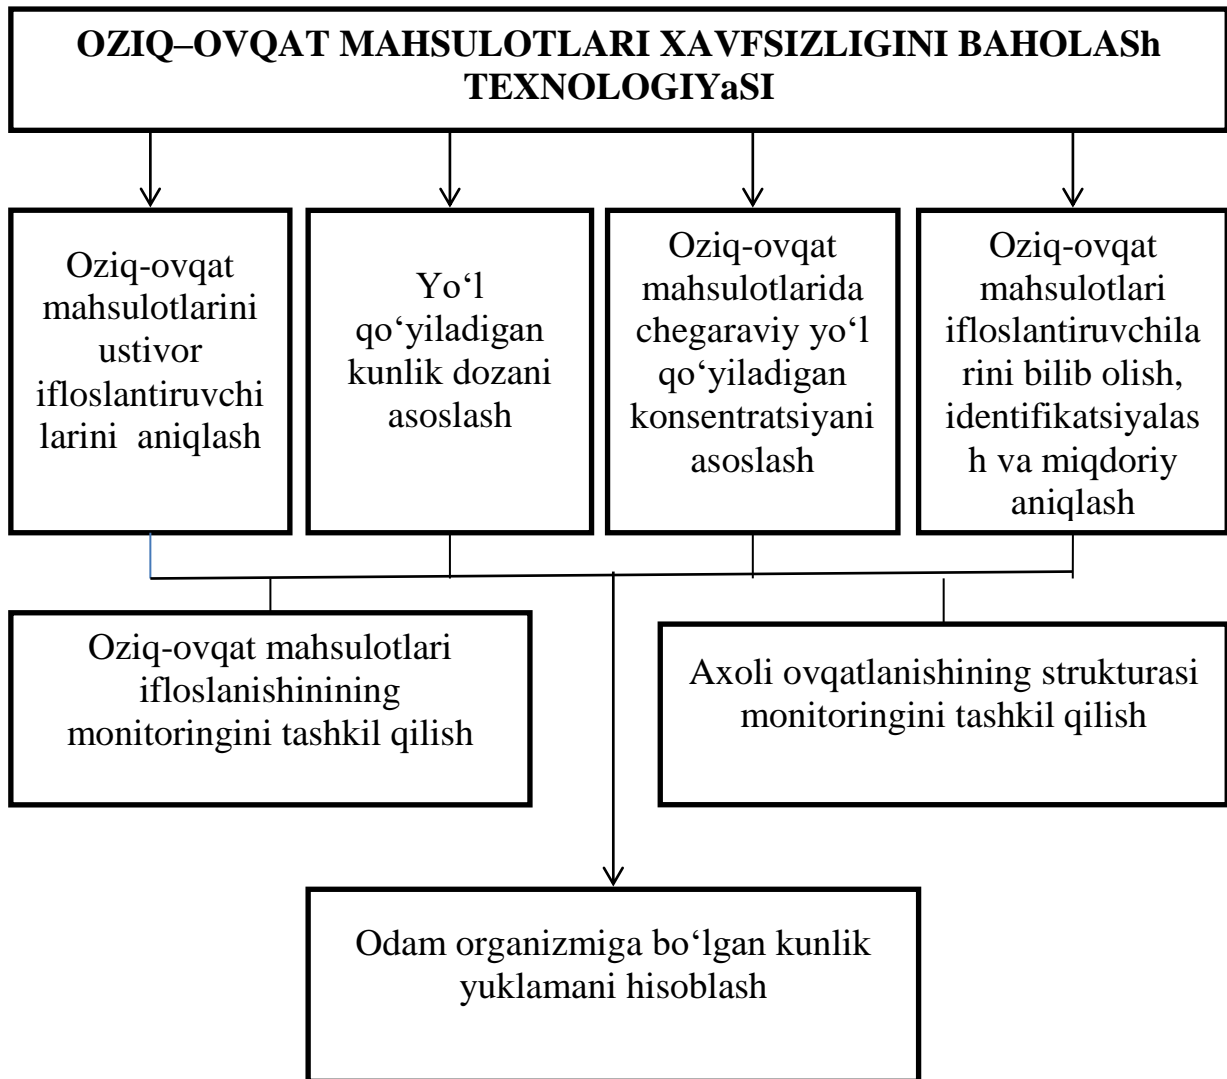 OZIQ–OVQAT MAHSULOTLARI XAVFSIZLIGINI BAHOLASh
TEXNOLOGIYaSI
Oziq-ovqat
mahsulotlarini
ustivor
ifloslantiruvchi
larini aniqlash
Yo‘l
qo‘yiladigan
kunlik dozani
asoslash
Oziq-ovqat
mahsulotlarida
chegaraviy yo‘l
qo‘yiladigan
konsentratsiyani
asoslash
Oziq-ovqat
mahsulotlari
ifloslantiruvchila
rini bilib olish,
identifikatsiyalas
h va miqdoriy
aniqlash
Oziq-ovqat mahsulotlari
ifloslanishinining
monitoringini tashkil qilish
Axoli ovqatlanishining strukturasi
monitoringini tashkil qilish
Odam organizmiga bo‘lgan kunlik
yuklamani hisoblash